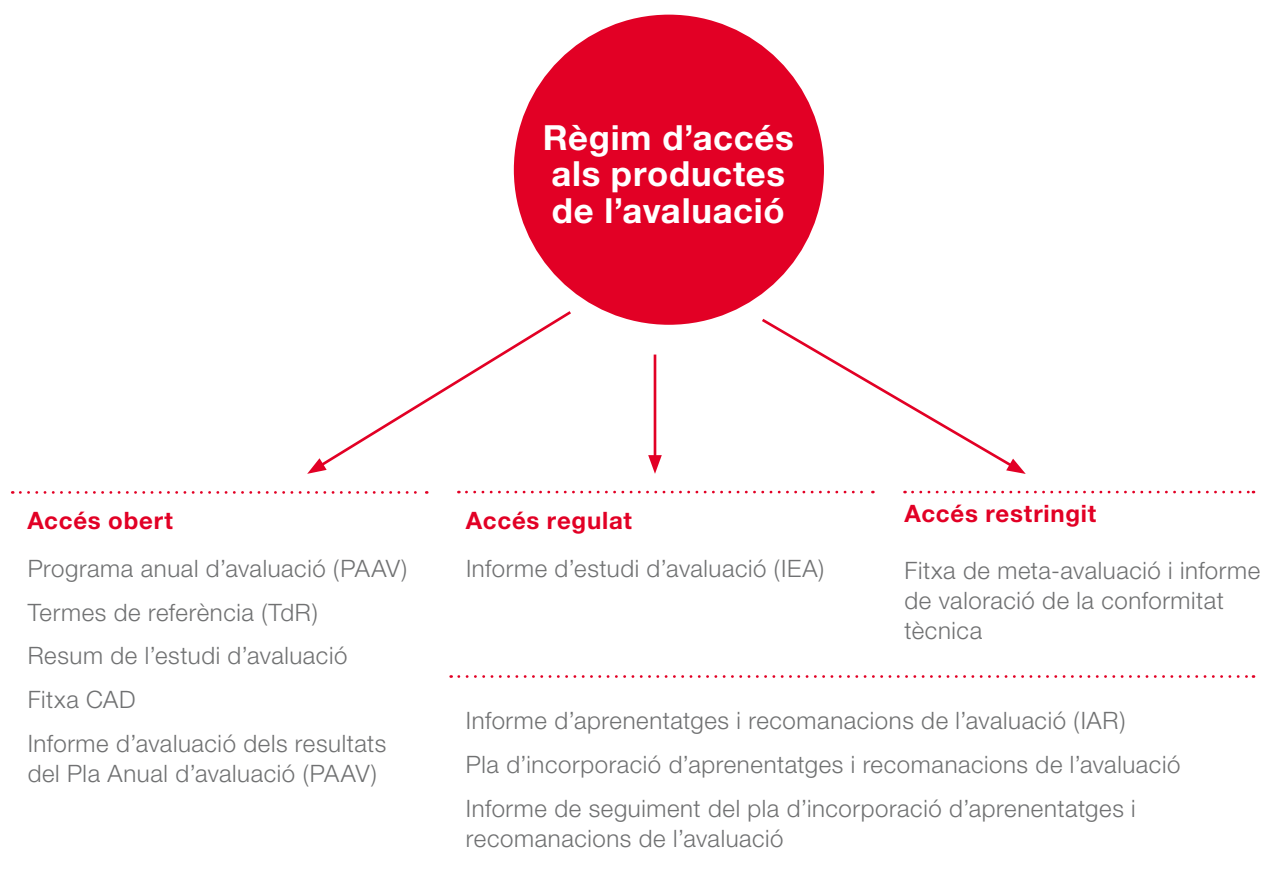 Règim d’accés
als productes
de l’avaluació
Accés obert
Programa anual d’avaluació (PAAV)
Termes de referència (TdR)
Resum de l’estudi d’avaluació
Fitxa CAD
Informe d’avaluació dels resultats
del Pla Anual d’avaluació (PAAV)
Accés regulat
Informe d’estudi d’avaluació (IEA)
Accés restringit
Fitxa de meta-avaluació i informe
de valoració de la conformitat
tècnica
Informe d’aprenentatges i recomanacions de l’avaluació (IAR)
Pla d’incorporació d’aprenentatges i recomanacions de l’avaluació
Informe de seguiment del pla d’incorporació d’aprenentatges i
recomanacions de l’avaluació